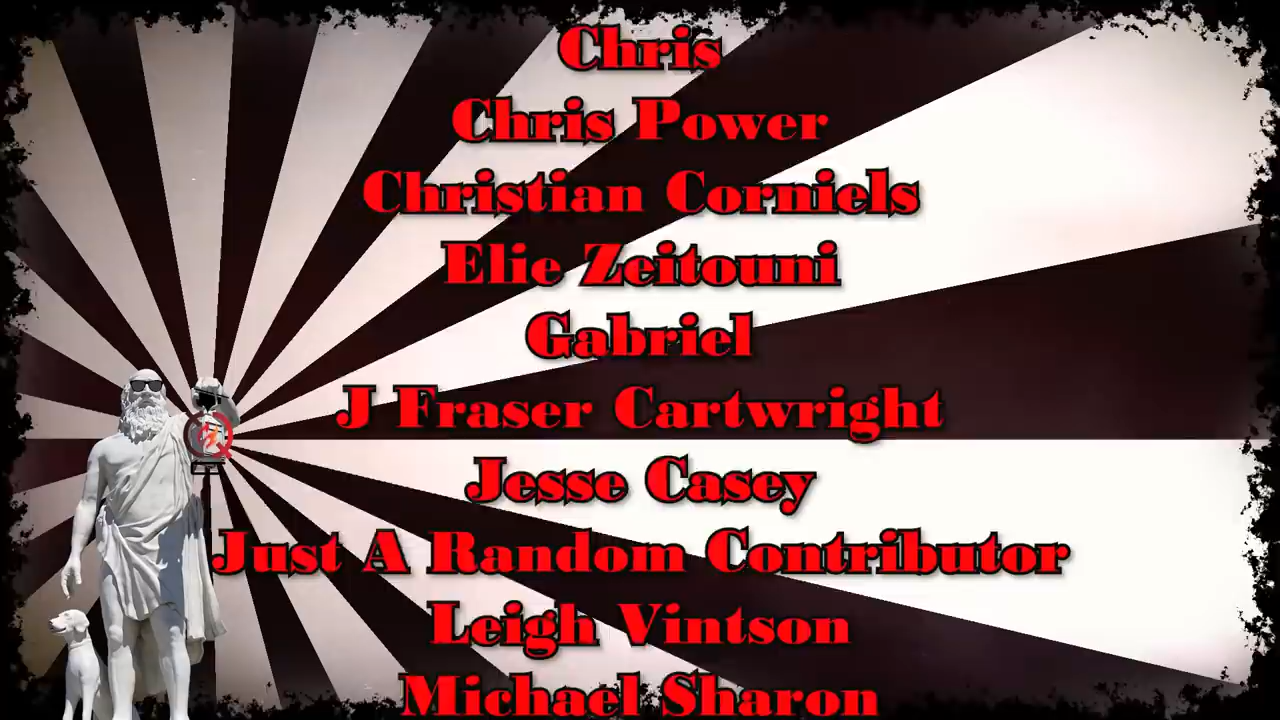 Chris
Chris Power
Christian Corniels
Elie Zeitouni
Gabriel
J Fraser Cartwright
Jesse Casey
Just A Random Contributor
Leigh Vintson
Michael Sharon